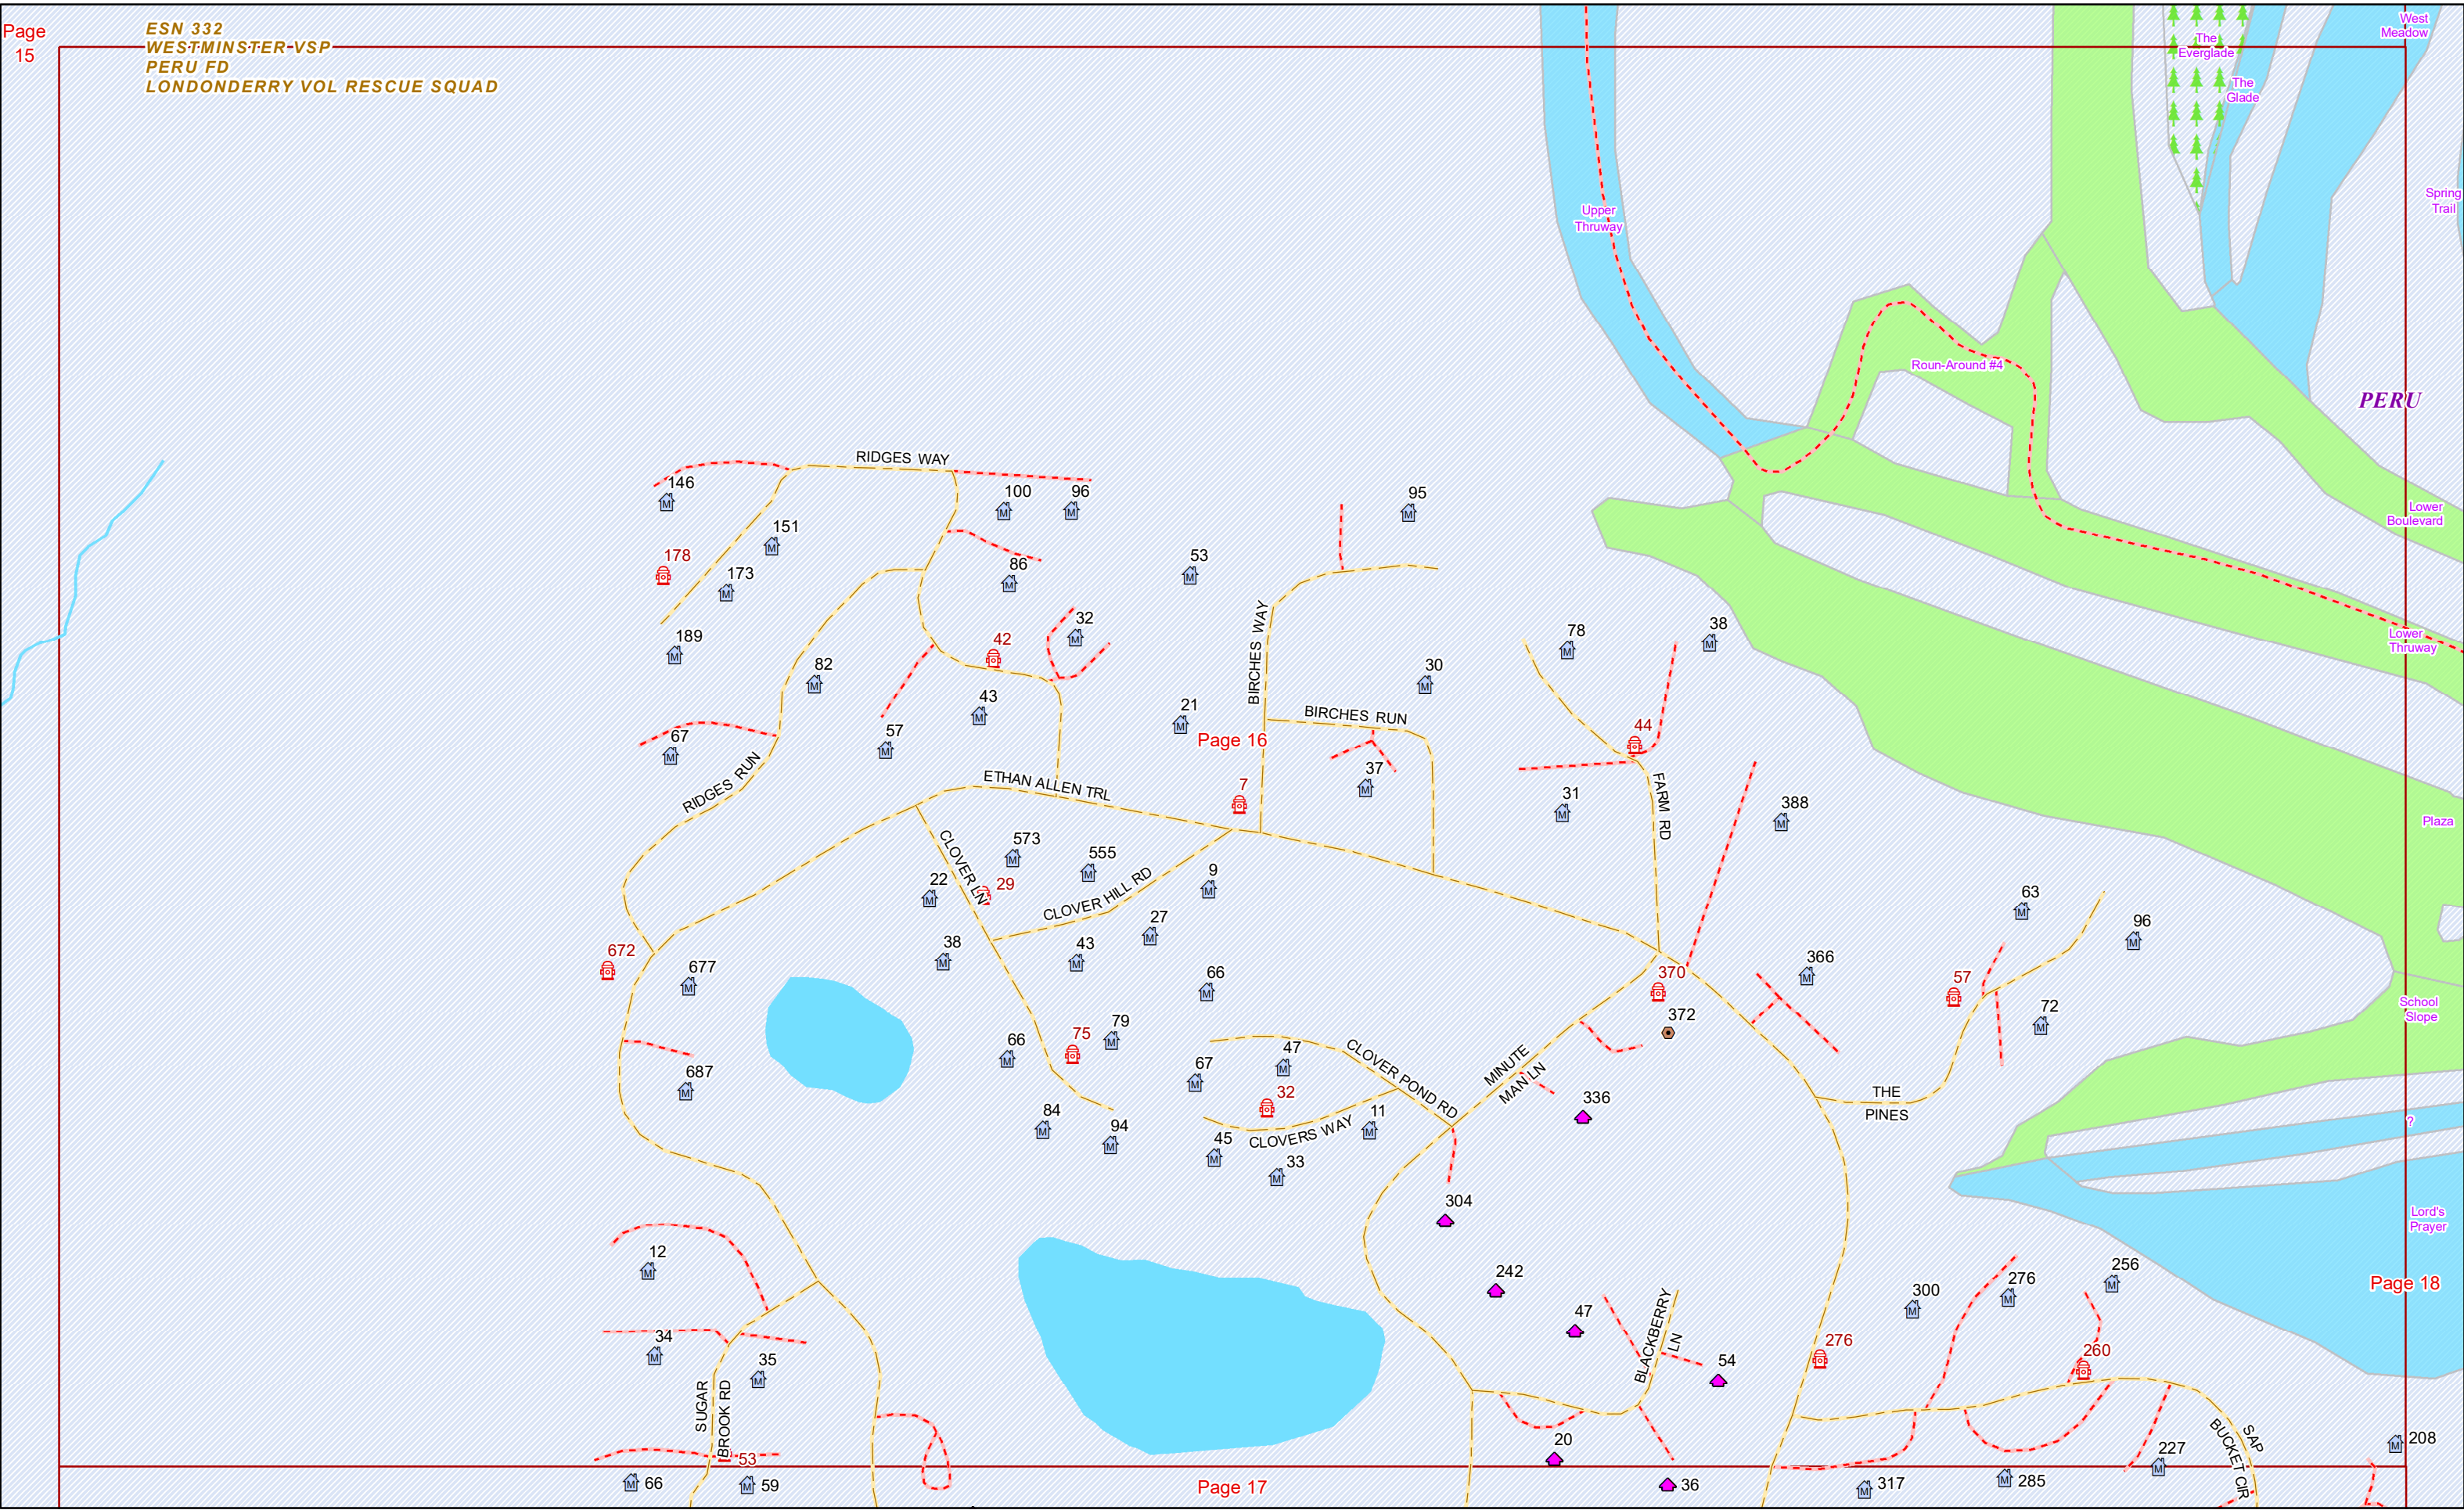 Page
15
ESN 332
WESTMINSTER VSP
PERU FD
LONDONDERRY VOL RESCUE SQUAD
West
Meadow
The
Everglade
The
Glade
Spring
Trail
Upper
Thruway
Roun-Around #4
PERU
RIDGES WAY
146
100
96
95
151
Lower
Boulevard
178
173
86
53
32
BIRCHES WAY
189
42
78
38
Lower
Thruway
82
30
43
21
BIRCHES RUN
67
57
Page 16
44
37
RIDGES RUN
ETHAN ALLEN TRL
7
31
FARM RD
388
Plaza
CLOVER LN
573
555
22
29
CLOVER HILL RD
9
63
27
96
672
38
43
677
66
370
366
57
School
Slope
372
72
66
75
79
47
CLOVER POND RD
MINUTE
MAN LN
687
67
32
336
THE
PINES
84
94
45
CLOVERS WAY
11
?
33
304
Lord's
Prayer
12
242
256
276
300
Page 18
47
BLACKBERRY
LN
34
35
54
276
260
SUGAR
BROOK RD
20
SAP
BUCKET CIR
208
53
227
66
59
Page 17
36
317
285